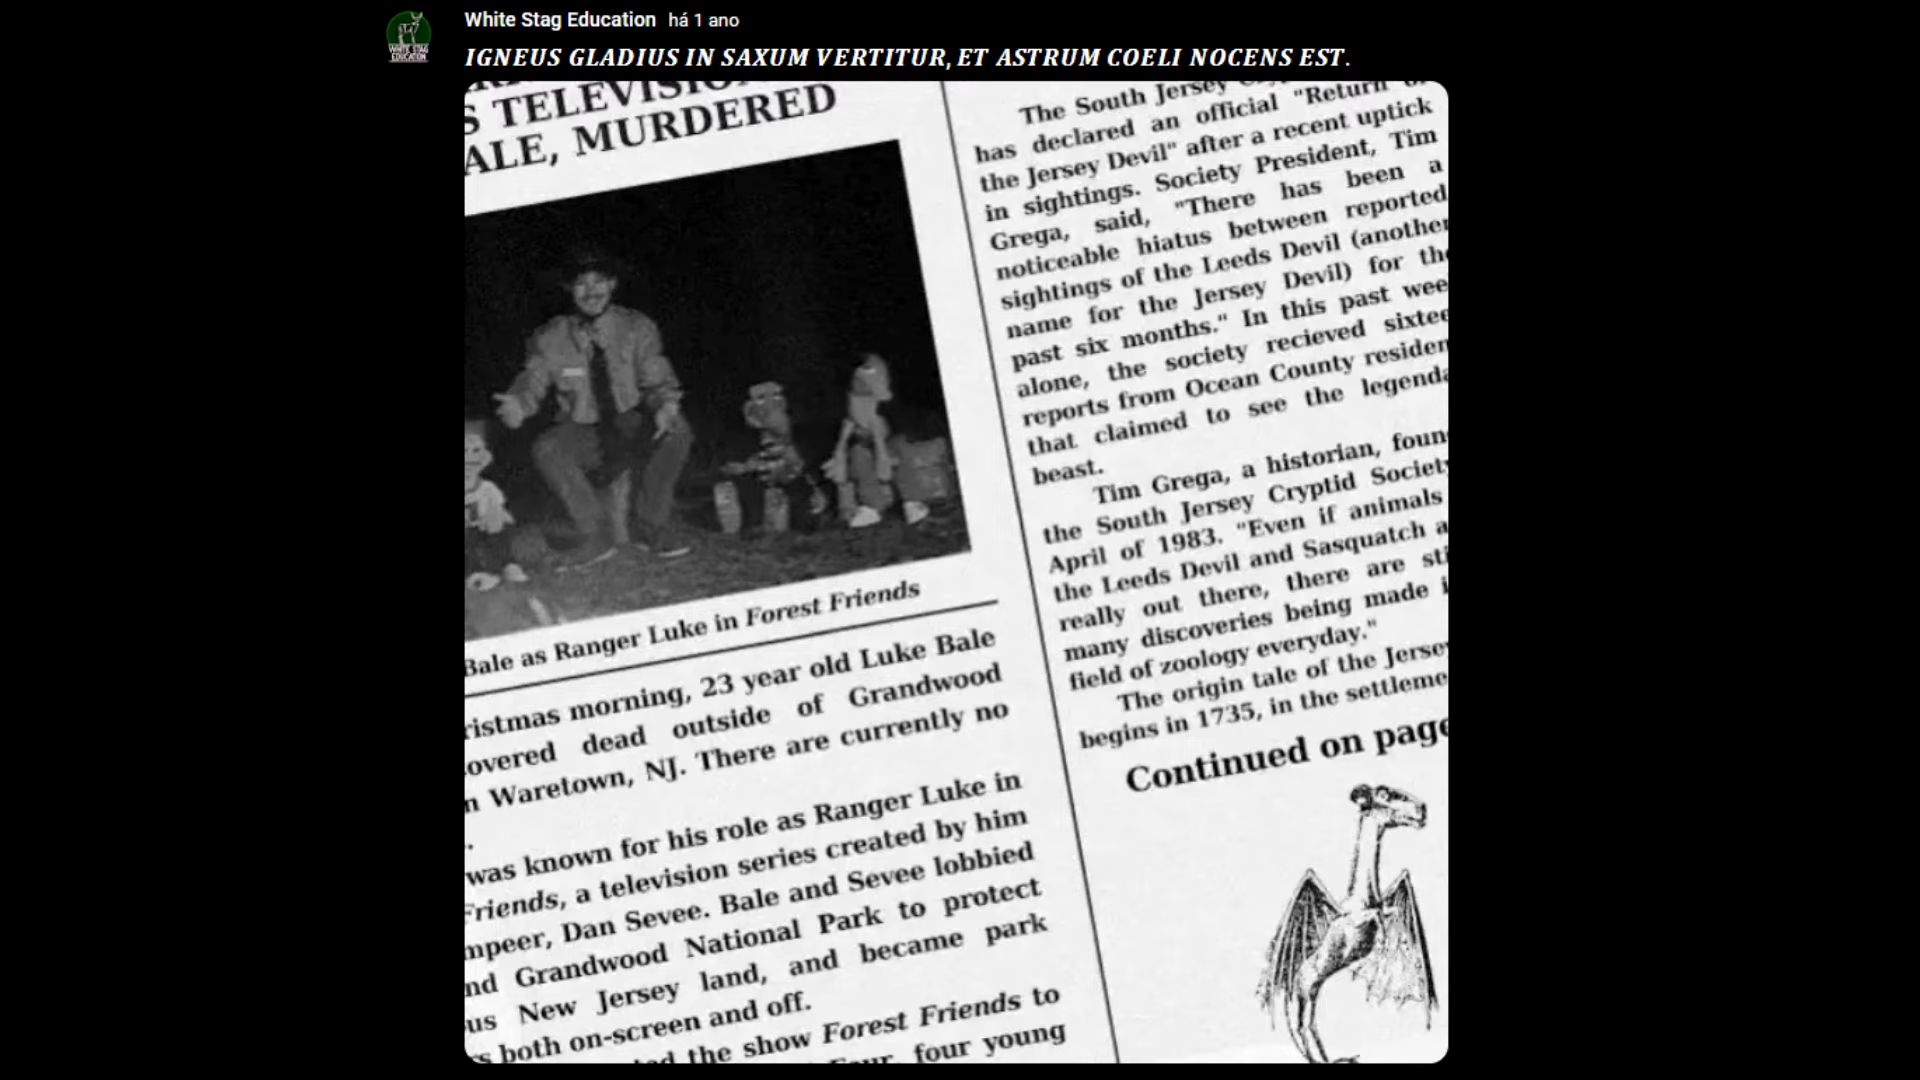 White Stag Education há 1 ano
WHITE STAG
EDUCATION
IGNEUS GLADIUS IN SAXUM VERTITUR, ET ASTRUM COELI NOCENS EST.
S TELEVISIO
ALE, MURDERED
Bale as Ranger Luke in Forest Friends
ristmas morning, 23 year old Luke Bale
overed dead outside of Grandwood
n Waretown, NJ. There are currently no
.
was known for his role as Ranger Luke in
Friends, a television series created by him
mpeer, Dan Sevee. Bale and Sevee lobbied
nd Grandwood National Park to protect
us New Jersey land, and became park
s both on-screen and off.
ed the show Forest Friends to
Four, four young
The South Jersey
has declared an official "Return of
the Jersey Devil" after a recent uptick
in sightings. Society President, Tim
Grega, said, "There has been a
noticeable hiatus between reported
sightings of the Leeds Devil (another
name for the Jersey Devil) for the
past six months." In this past wee
alone, the society recieved sixtee
reports from Ocean County residen
that claimed to see the legenda
beast.
Tim Grega, a historian, foun
the South Jersey Cryptid Society
April of 1983. "Even if animals
the Leeds Devil and Sasquatch a
really out there, there are sti
many discoveries being made i
field of zoology everyday."
The origin tale of the Jersey
begins in 1735, in the settleme
Continued on page